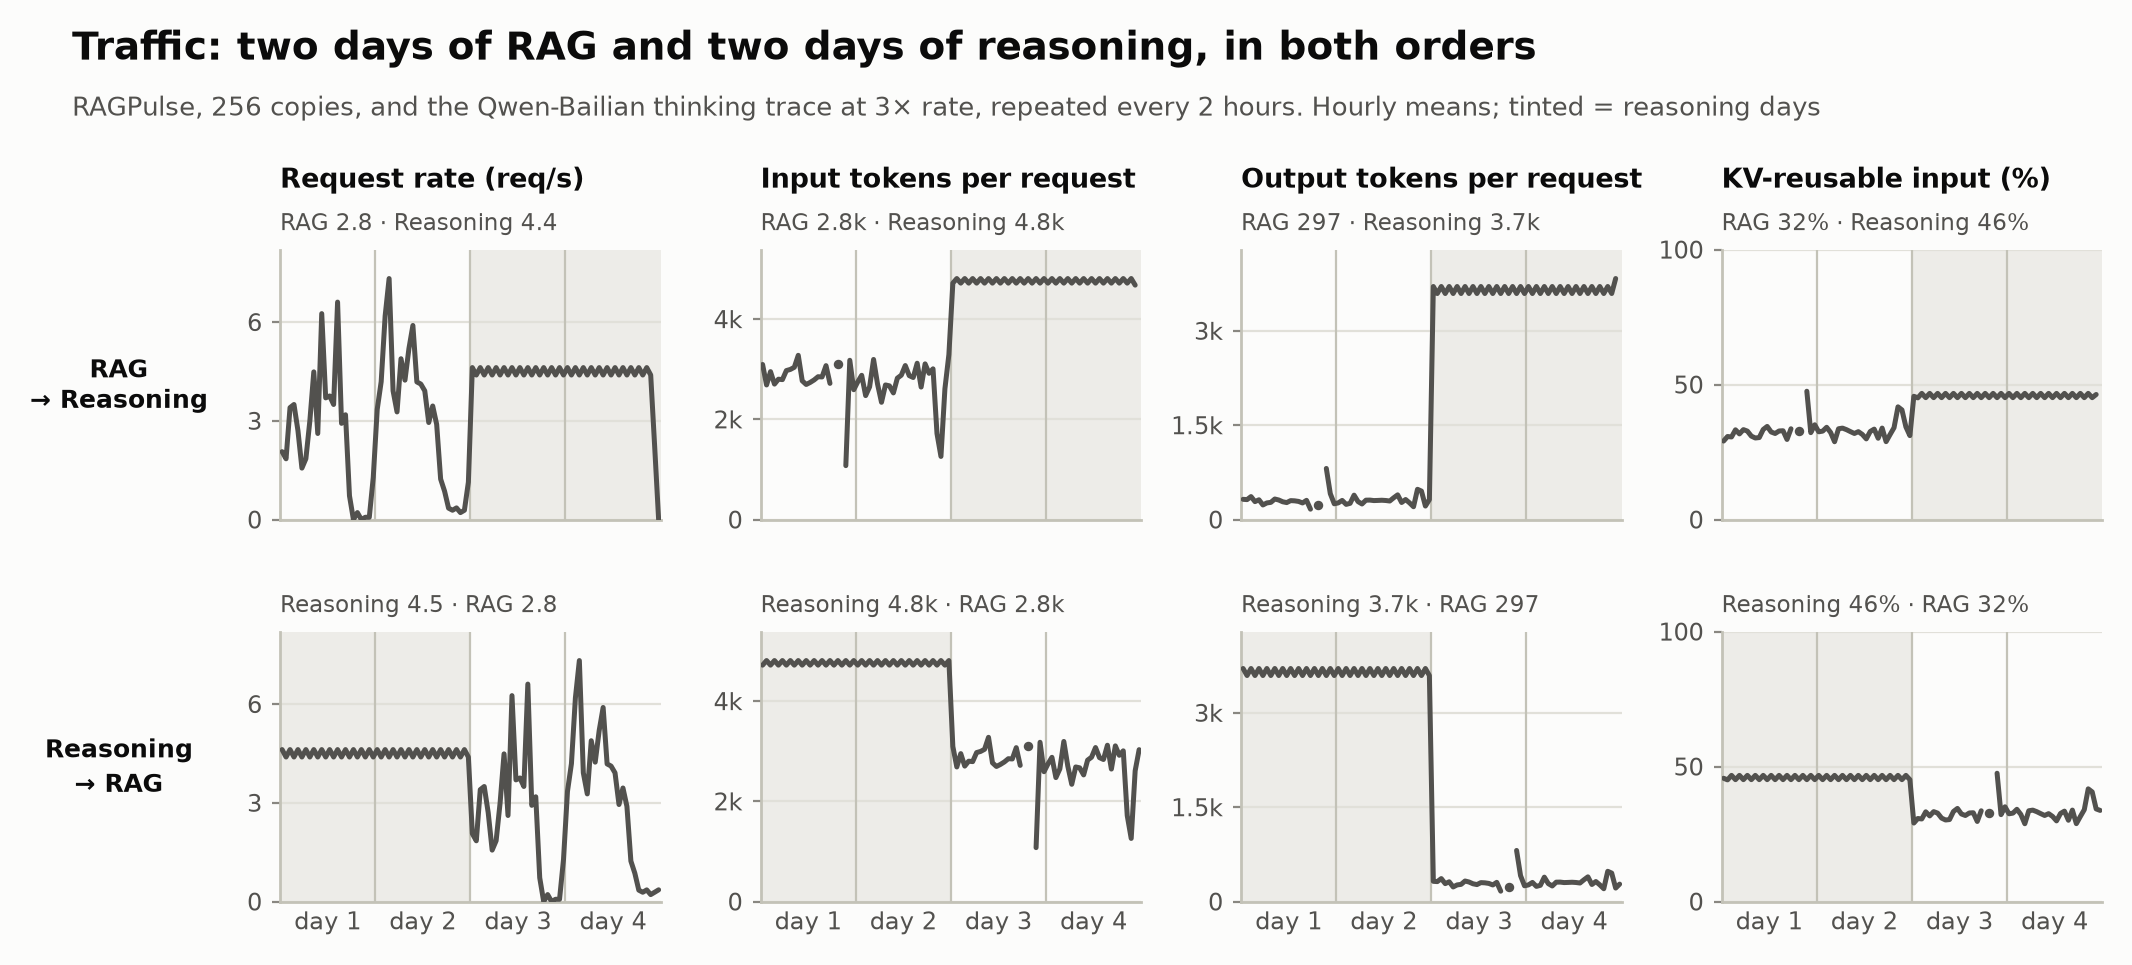 Traffic: two days of RAG and two days of reasoning, in both orders
RAGPulse, 256 copies, and the Qwen-Bailian thinking trace at 3× rate, repeated every 2 hours. Hourly means; tinted = reasoning days
Request rate (req/s)
RAG 2.8 · Reasoning 4.4
Input tokens per request
RAG 2.8k · Reasoning 4.8k
Output tokens per request
RAG 297 · Reasoning 3.7k
KV-reusable input (%)
RAG 32% · Reasoning 46%
RAG
→ Reasoning
6
3
0
4k
2k
0
3k
1.5k
0
100
50
0
Reasoning 4.5 · RAG 2.8
Reasoning 4.8k · RAG 2.8k
Reasoning 3.7k · RAG 297
Reasoning 46% · RAG 32%
Reasoning
→ RAG
6
3
0
day 1 day 2 day 3 day 4
4k
2k
0
day 1 day 2 day 3 day 4
3k
1.5k
0
day 1 day 2 day 3 day 4
100
50
0
day 1 day 2 day 3 day 4